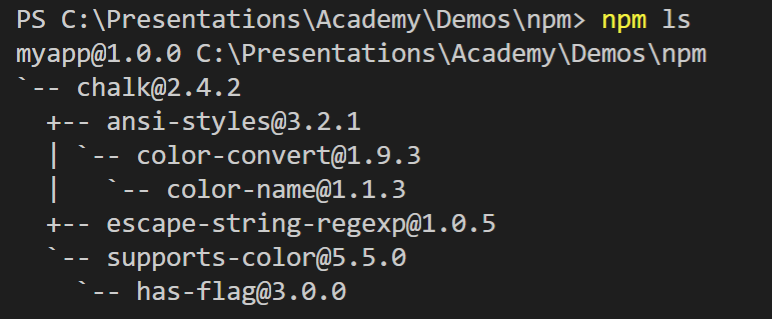 PS C:\Presentations\Academy\Demos\npm> npm ls
myapp@1.0.0 C:\Presentations\Academy\Demos\npm
`-- chalk@2.4.2
  +-- ansi-styles@3.2.1
  | `-- color-convert@1.9.3
  |   `-- color-name@1.1.3
  +-- escape-string-regexp@1.0.5
  `-- supports-color@5.5.0
    `-- has-flag@3.0.0